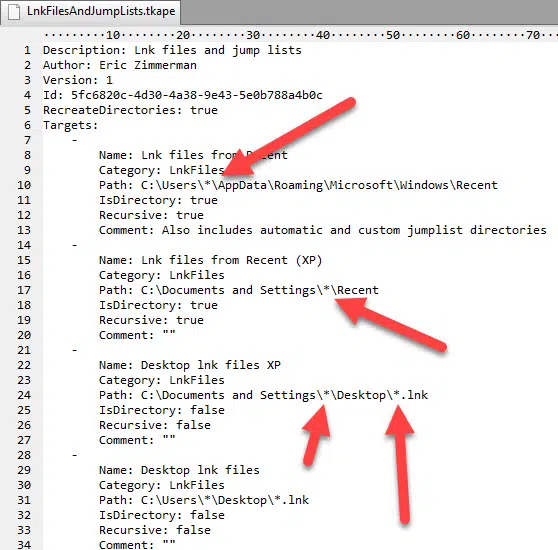 LnkFilesAndJumpLists.tkape
·········10········20········30········40········50········60········70···
1 Description: Lnk files and jump lists
2 Author: Eric Zimmerman
3 Version: 1
4 Id: 5fc6820c-4d30-4a38-9e43-5e0b788a4b0c
5 RecreateDirectories: true
6 Targets:
7 -
8 Name: Lnk files from Recent
9 Category: LnkFiles
10 Path: C:\Users\*\AppData\Roaming\Microsoft\Windows\Recent
11 IsDirectory: true
12 Recursive: true
13 Comment: Also includes automatic and custom jumplist directories
14 -
15 Name: Lnk files from Recent (XP)
16 Category: LnkFiles
17 Path: C:\Documents and Settings\*\Recent
18 IsDirectory: true
19 Recursive: true
20 Comment: ""
21 -
22 Name: Desktop lnk files XP
23 Category: LnkFiles
24 Path: C:\Documents and Settings\*\Desktop\*.lnk
25 IsDirectory: false
26 Recursive: false
27 Comment: ""
28 -
29 Name: Desktop lnk files
30 Category: LnkFiles
31 Path: C:\Users\*\Desktop\*.lnk
32 IsDirectory: false
33 Recursive: false
34 Comment: ""